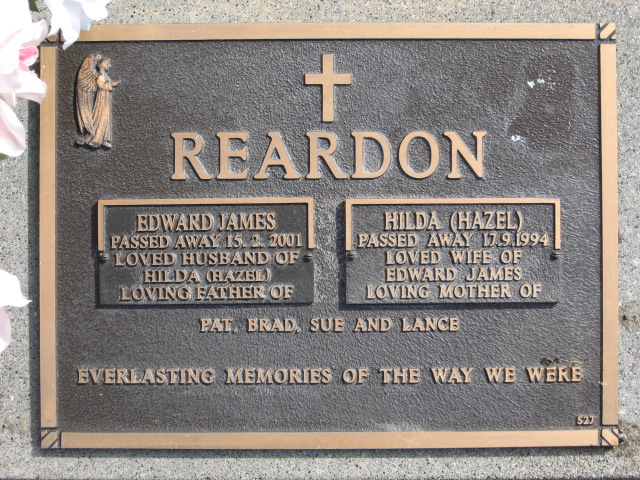 REARDON
EDWARD JAMES
PASSED AWAY 15. 2. 2001
LOVED HUSBAND OF
HILDA (HAZEL)
LOVING FATHER OF
HILDA (HAZEL)
PASSED AWAY 17.9.1994
LOVED WIFE OF
EDWARD JAMES
LOVING MOTHER OF
PAT, BRAD, SUE AND LANCE
EVERLASTING MEMORIES OF THE WAY WE WERE
527